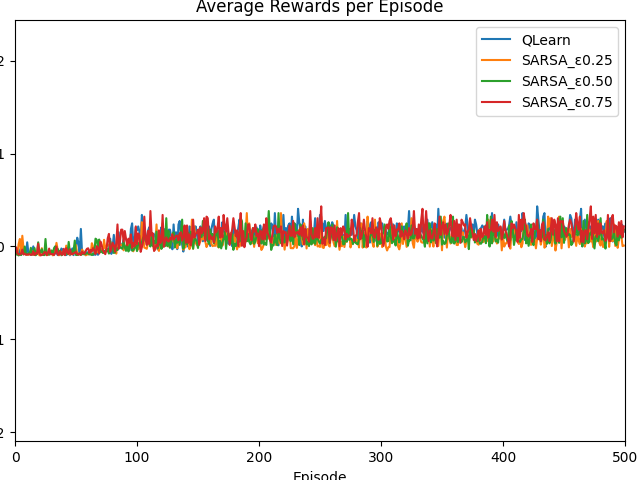 Average Rewards per Episode
QLearn
SARSA_ε0.25
SARSA_ε0.50
SARSA_ε0.75
2
1
0
1
2
0 100 200 300 400 500
Episode